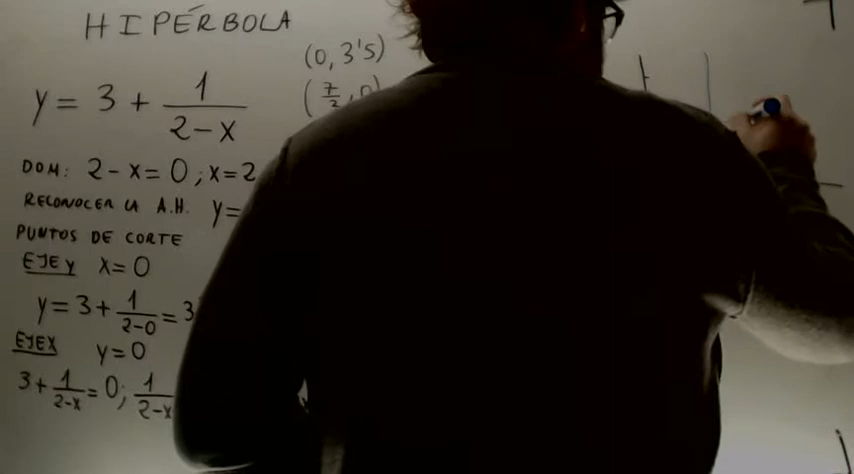 HIPÉRBOLA
(0, 3'5)
(7/2, 0)
y = 3 + 1/(2-x)
DOM: 2-x=0; x=2
RECONOCER LA A.H. y=
PUNTOS DE CORTE
EJE y x=0
y=3+1/(2-0)=3
EJE X y=0
3+1/(2-x)=0; 1/(2-x)